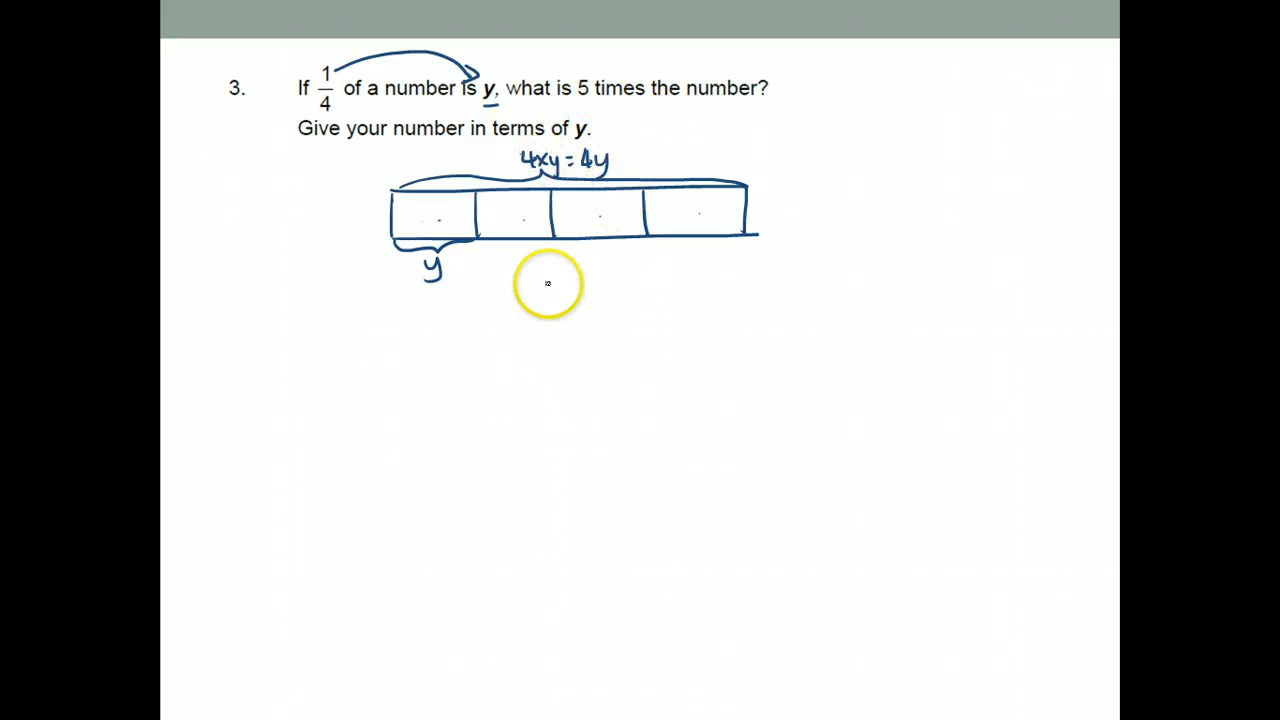 3. If 1/4 of a number is y, what is 5 times the number?
Give your number in terms of y.
4xy = 4y
y